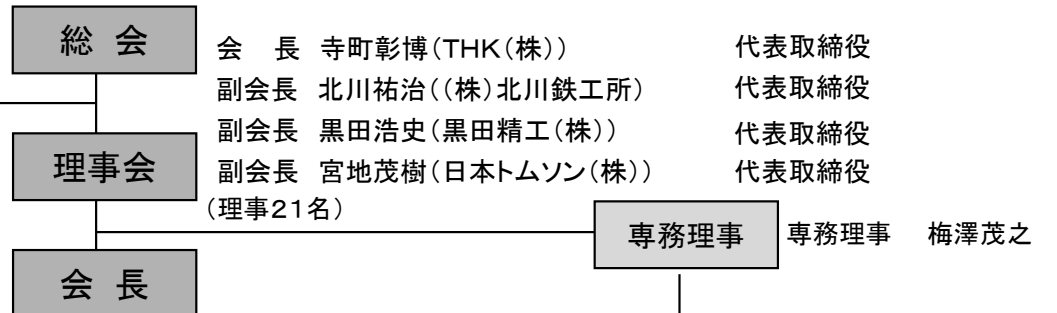 総 会
会　長　寺町彰博(THK(株))　代表取締役
副会長　北川祐治((株)北川鉄工所)　代表取締役
副会長　黒田浩史(黒田精工(株))　代表取締役
理事会
副会長　宮地茂樹(日本トムソン(株))　代表取締役
(理事21名)
専務理事
専務理事　梅澤茂之
会 長